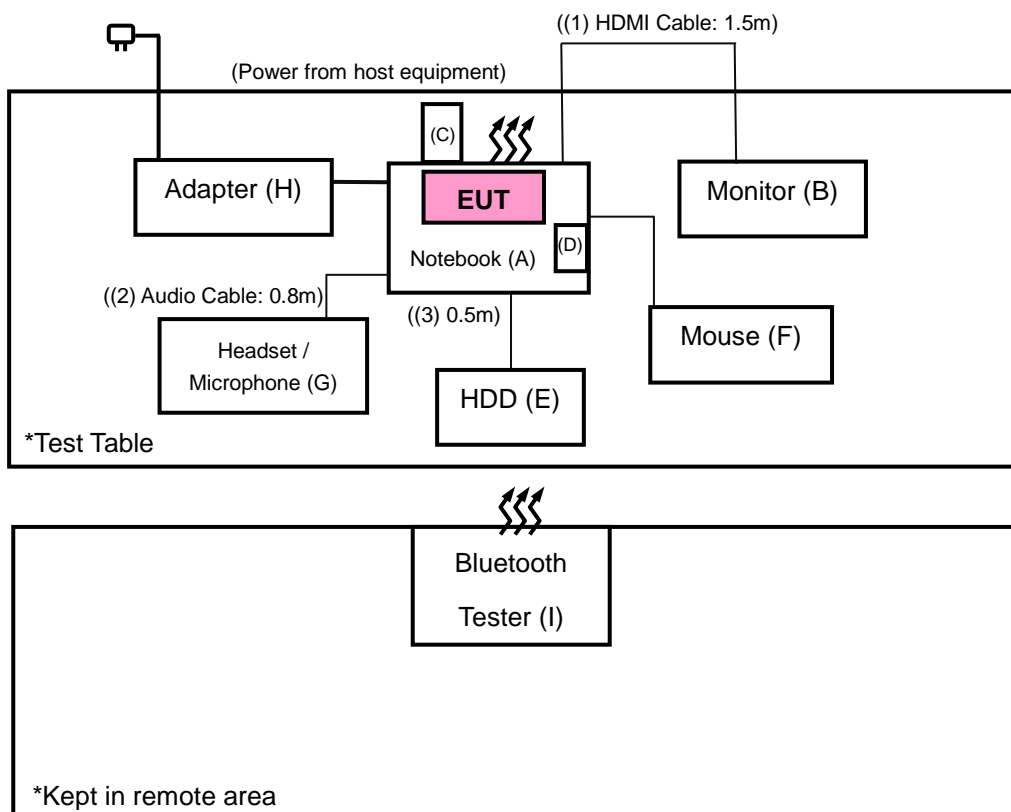 ((1) HDMI Cable: 1.5m)
(Power from host equipment)
(C)
Adapter (H)
EUT
Monitor (B)
(D)
Notebook (A)
((2) Audio Cable: 0.8m)
((3) 0.5m)
Mouse (F)
Headset /
Microphone (G)
HDD (E)
*Test Table
Bluetooth
Tester (I)
*Kept in remote area